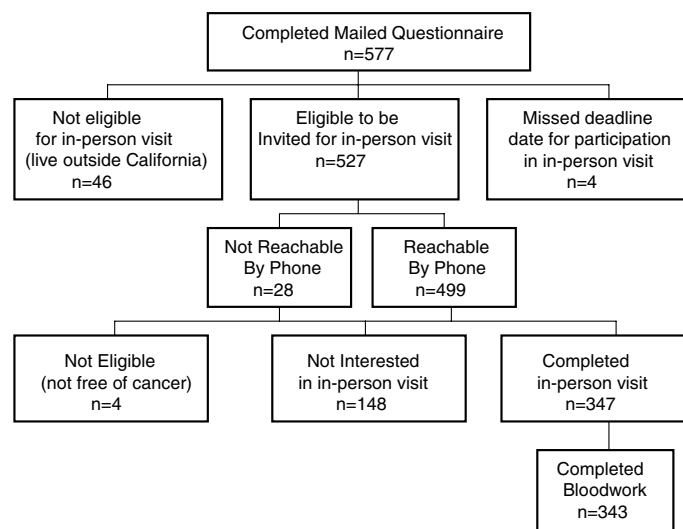 Completed Mailed Questionnaire
n=577
Not eligible
for in-person visit
(live outside California)
n=46
Eligible to be
Invited for in-person visit
n=527
Missed deadline
date for participation
in in-person visit
n=4
Not Reachable
By Phone
n=28
Reachable
By Phone
n=499
Not Eligible
(not free of cancer)
n=4
Not Interested
in in-person visit
n=148
Completed
in-person visit
n=347
Completed
Bloodwork
n=343